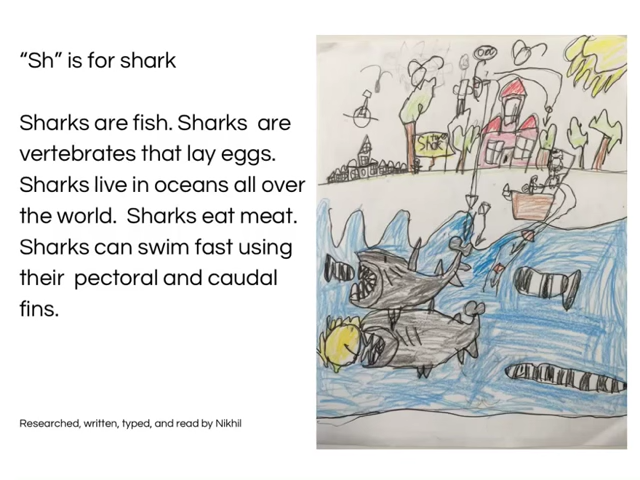 “Sh” is for shark
Sharks are fish. Sharks  are
vertebrates that lay eggs.
Sharks live in oceans all over
the world.  Sharks eat meat.
Sharks can swim fast using
their  pectoral and caudal
fins.
Researched, written, typed, and read by Nikhil